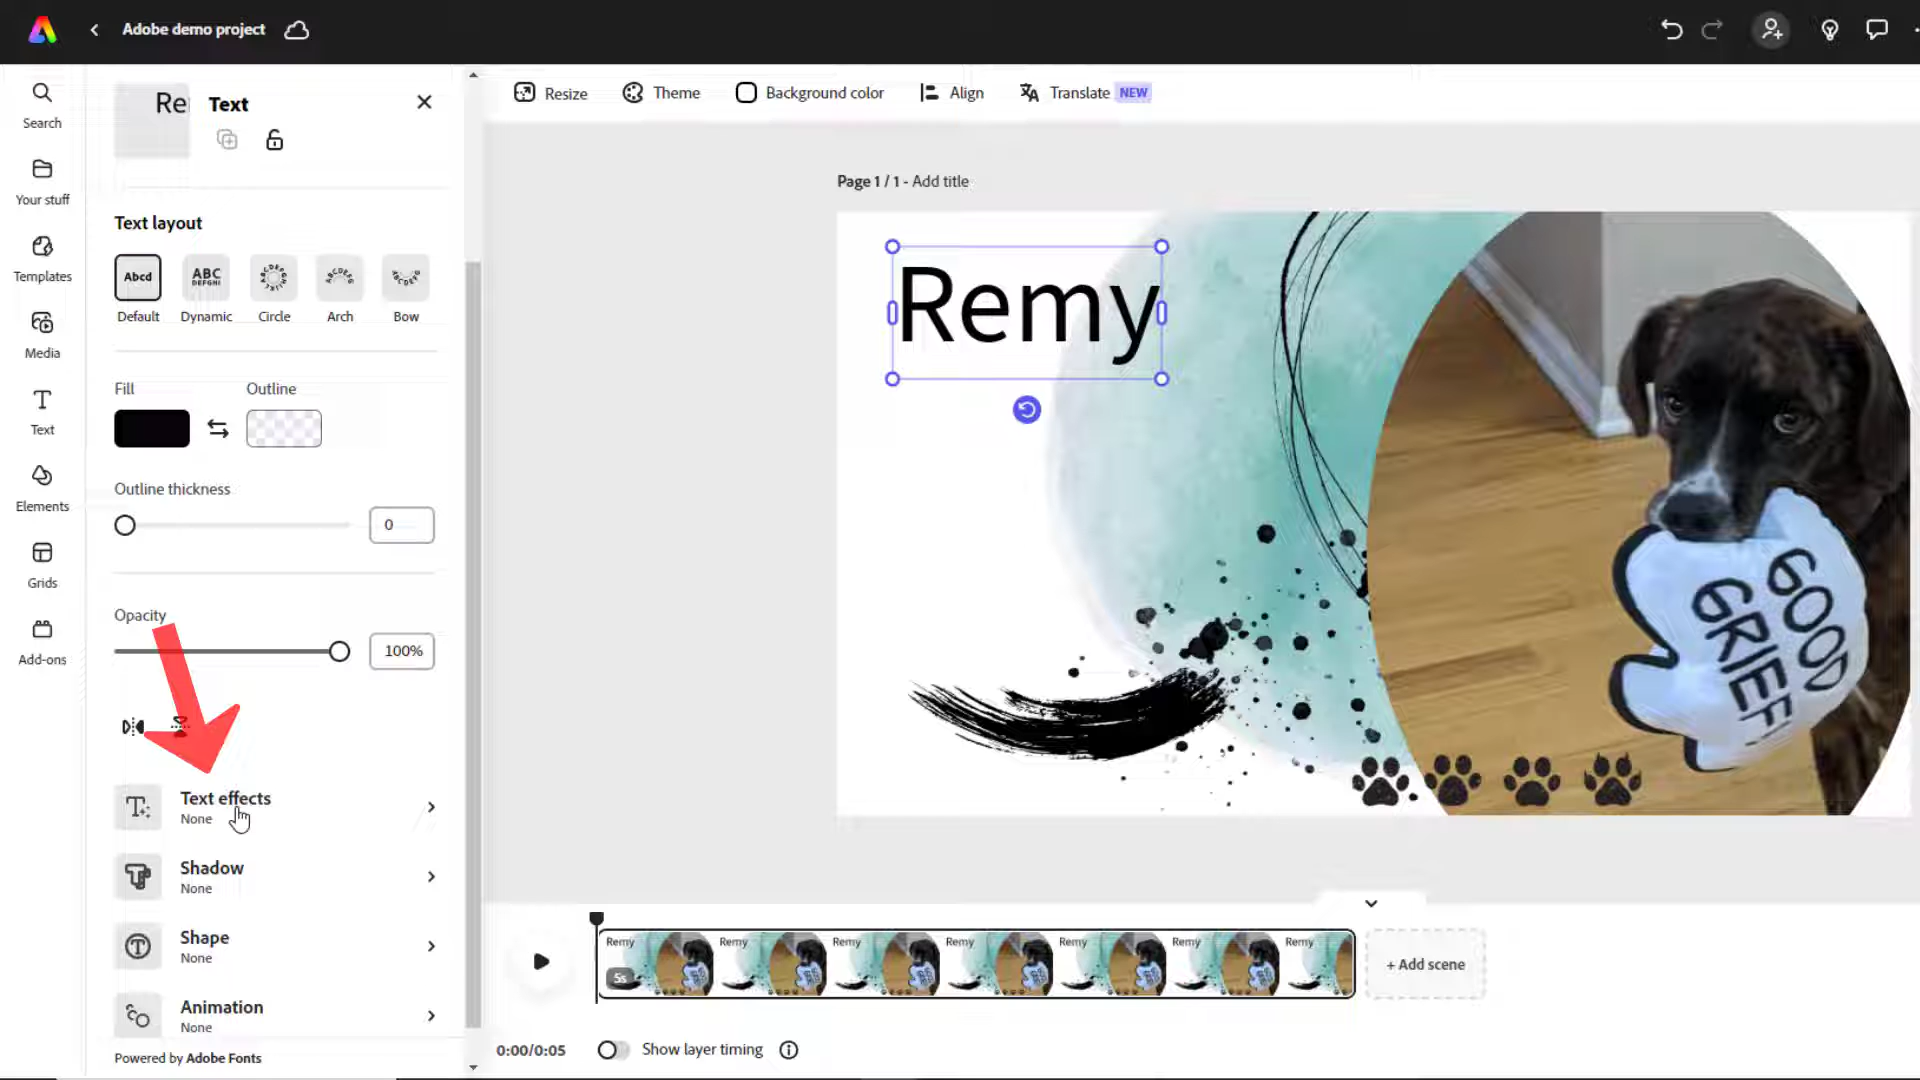 Adobe demo project
Search
Your stuff
Templates
Media
Text
Elements
Grids
Add-ons
Re
Text
Text layout
Abcd
ABC
DEFGHI
Default
Dynamic
Circle
Arch
Bow
Fill
Outline
Outline thickness
0
Opacity
100%
Text effects
None
Shadow
None
Shape
None
Animation
None
Powered by Adobe Fonts
Resize
Theme
Background color
Align
Translate NEW
Page 1 / 1 - Add title
Remy
GOOD
GRIEF!
Remy
Remy
Remy
Remy
Remy
Remy
Remy
5s
+ Add scene
0:00/0:05
Show layer timing